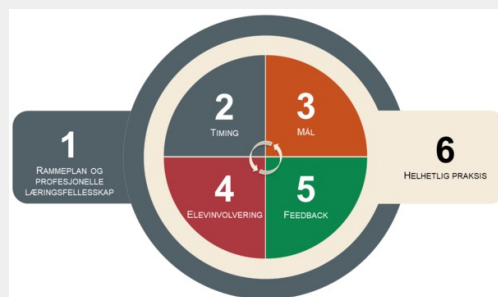 1
RAMMEPLAN OG
PROFESJONELLE
LÆRINGSFELLESSKAP
2
TIMING
3
MÅL
4
ELEVINVOLVERING
5
FEEDBACK
6
HELHETLIG PRAKSIS